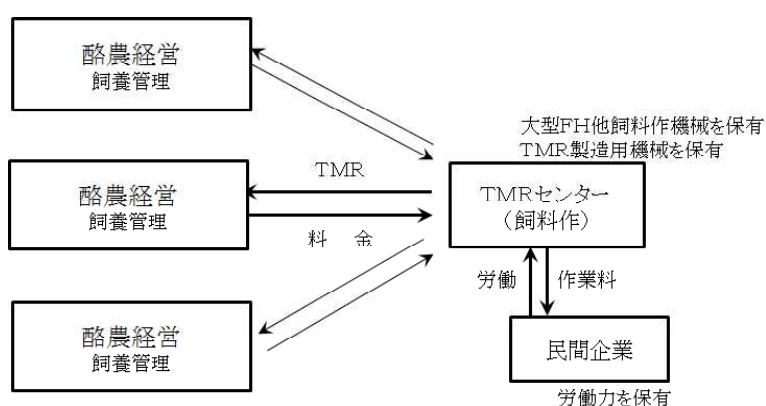 酪農経営
飼養管理
大型FH他飼料作機械を保有
TMR製造用機械を保有
酪農経営
飼養管理
TMR
料　金
TMRセンター
（飼料作）
労働
作業料
酪農経営
飼養管理
民間企業
労働力を保有